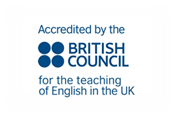 Accredited by the
BRITISH
COUNCIL
for the teaching
of English in the UK